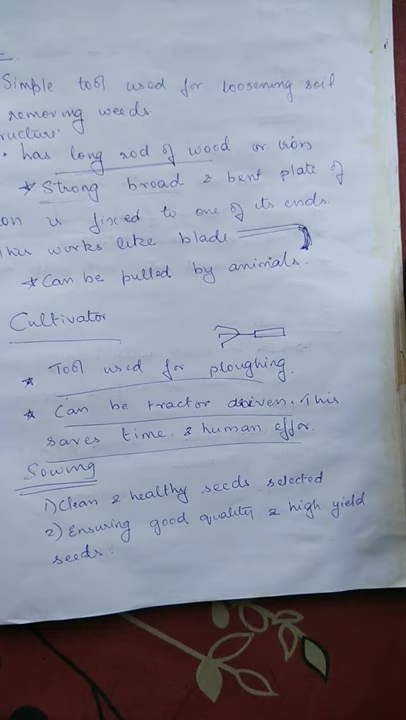 Simple tool used for loosening soil
removing weeds.
ructure:
• has long rod of wood or iron
* Strong broad & bent plate of
on is fixed to one of its ends.
This works like blade
* Can be pulled by animals.
Cultivator
* Tool used for ploughing.
* Can be tractor driven. This
saves time & human effor.
Sowing
1) Clean & healthy seeds selected
2) Ensuring good quality & high yield
seeds.